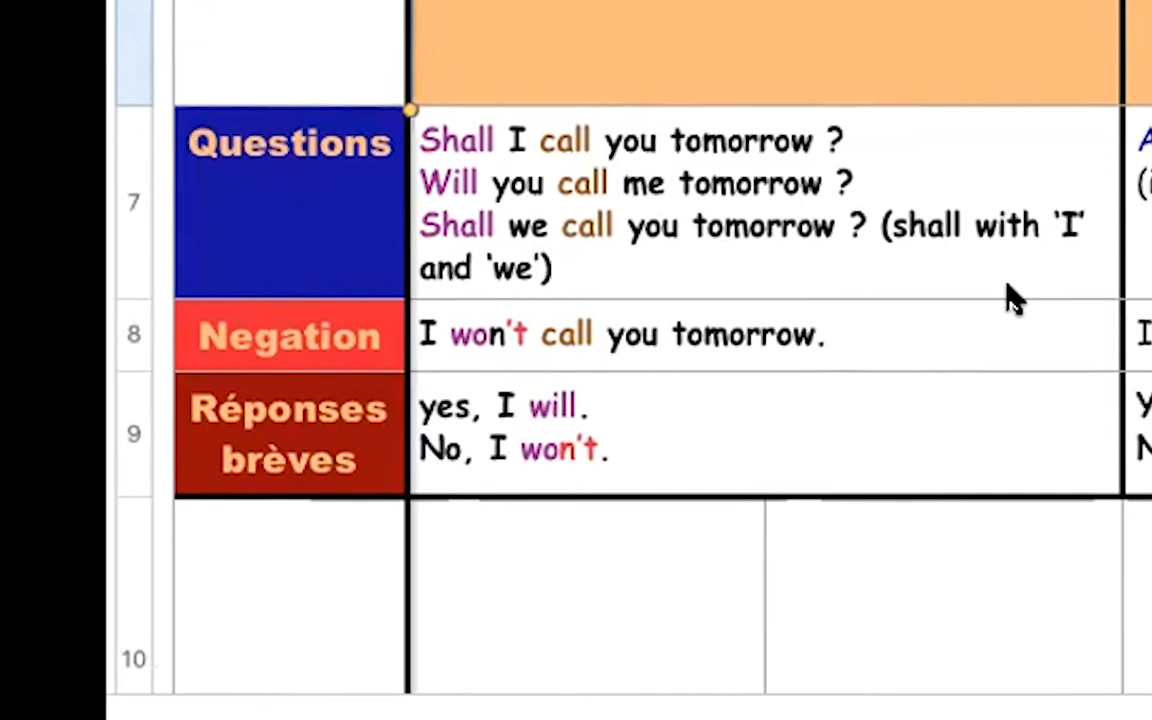 Questions
Shall I call you tomorrow ?
Will you call me tomorrow ?
Shall we call you tomorrow ? (shall with ‘I’
and ‘we’)
7
8
Negation
I won’t call you tomorrow.
9
Réponses
brèves
yes, I will.
No, I won’t.
10